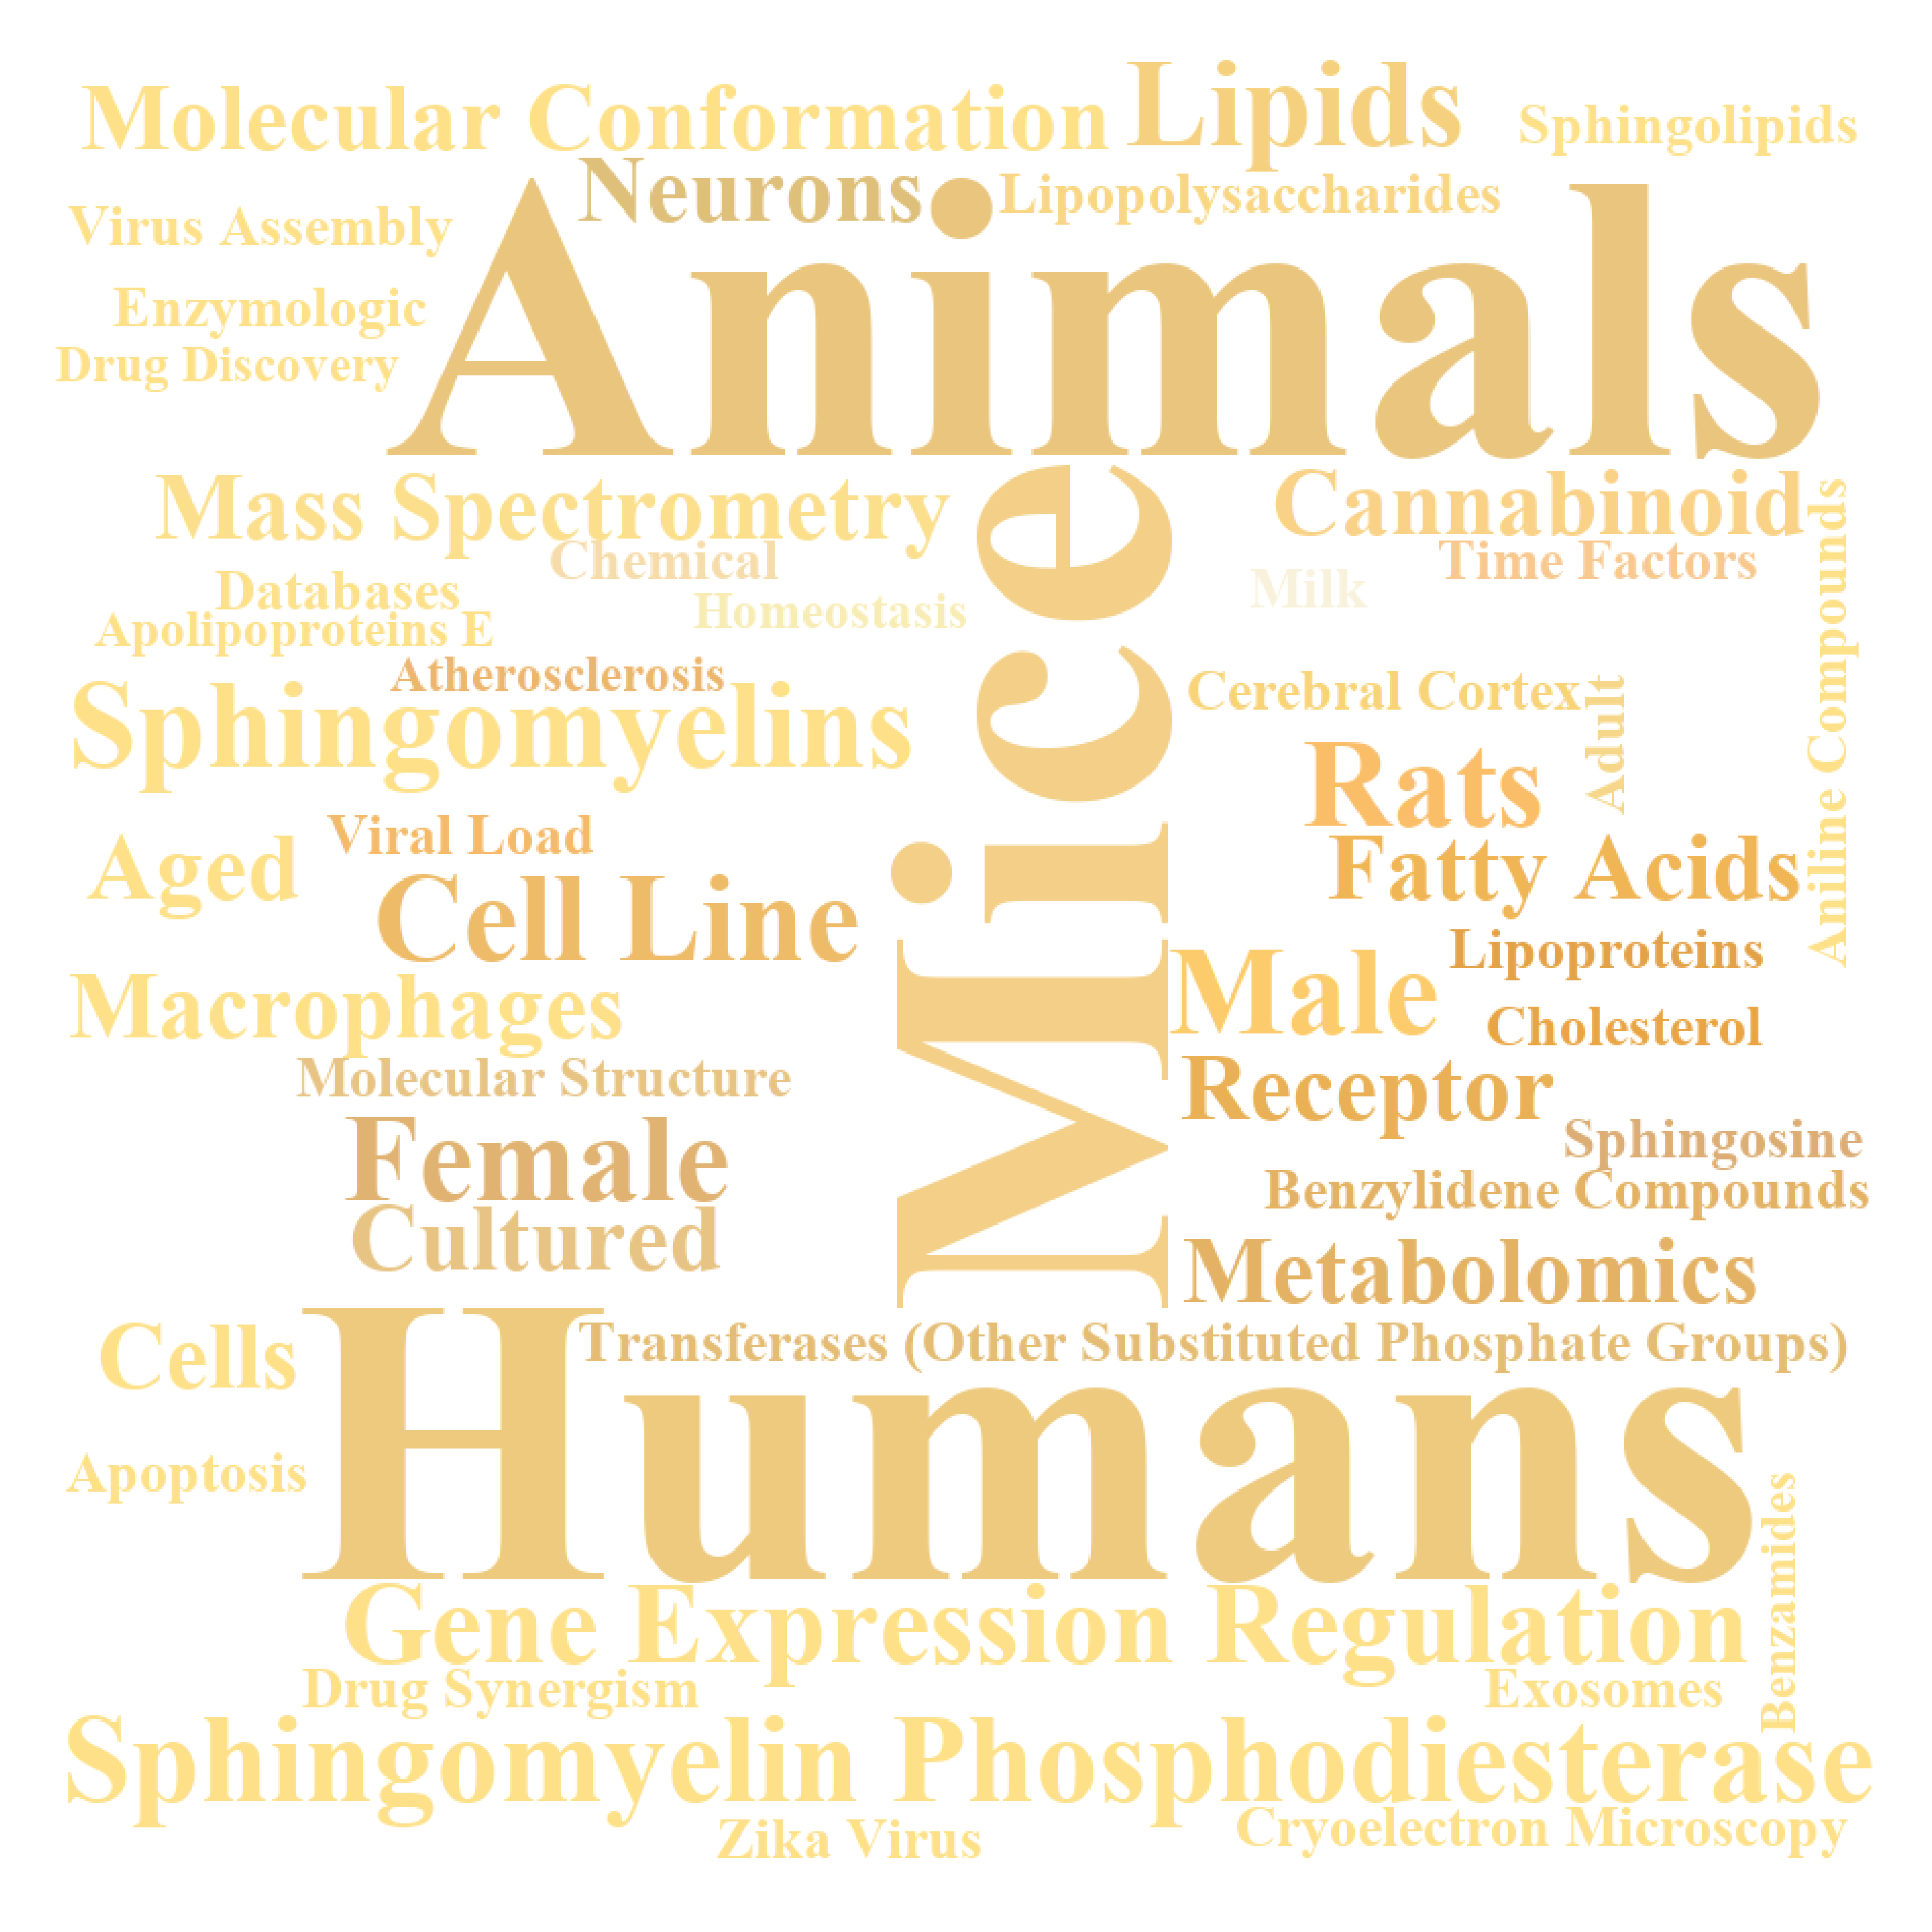 Molecular Conformation
Lipids
Sphingolipids
Neurons
Lipopolysaccharides
Virus Assembly
Animals
Enzymologic
Drug Discovery
Mass Spectrometry
Mice
Cannabinoid
Aniline Compounds
Chemical
Time Factors
Databases
Homeostasis
Milk
Apolipoproteins E
Atherosclerosis
Cerebral Cortex
Adult
Sphingomyelins
Rats
Viral Load
Aged
Fatty Acids
Cell Line
Lipoproteins
Macrophages
Male
Cholesterol
Molecular Structure
Receptor
Female
Sphingosine
Benzylidene Compounds
Cultured
Metabolomics
Cells
Transferases (Other Substituted Phosphate Groups)
Humans
Apoptosis
Benzamides
Gene Expression Regulation
Drug Synergism
Exosomes
Sphingomyelin Phosphodiesterase
Zika Virus
Cryoelectron Microscopy